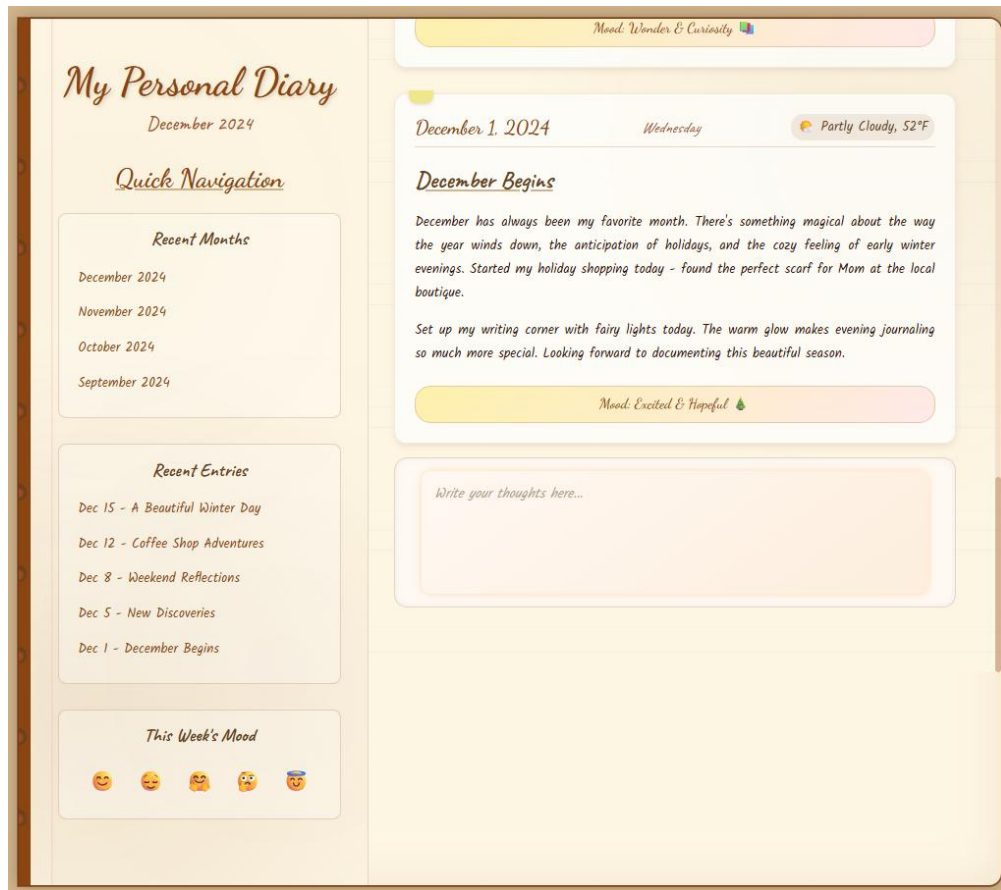 My Personal Diary
December 2024
Quick Navigation
Recent Months
December 2024
November 2024
October 2024
September 2024
Recent Entries
Dec 15 - A Beautiful Winter Day
Dec 12 - Coffee Shop Adventures
Dec 8 - Weekend Reflections
Dec 5 - New Discoveries
Dec 1 - December Begins
This Week's Mood
Mood: Wonder & Curiosity
December 1, 2024
Wednesday
Partly Cloudy, 52°F
December Begins
December has always been my favorite month. There's something magical about the way
the year winds down, the anticipation of holidays, and the cozy feeling of early winter
evenings. Started my holiday shopping today - found the perfect scarf for Mom at the local
boutique.
Set up my writing corner with fairy lights today. The warm glow makes evening journaling
so much more special. Looking forward to documenting this beautiful season.
Mood: Excited & Hopeful
Write your thoughts here...